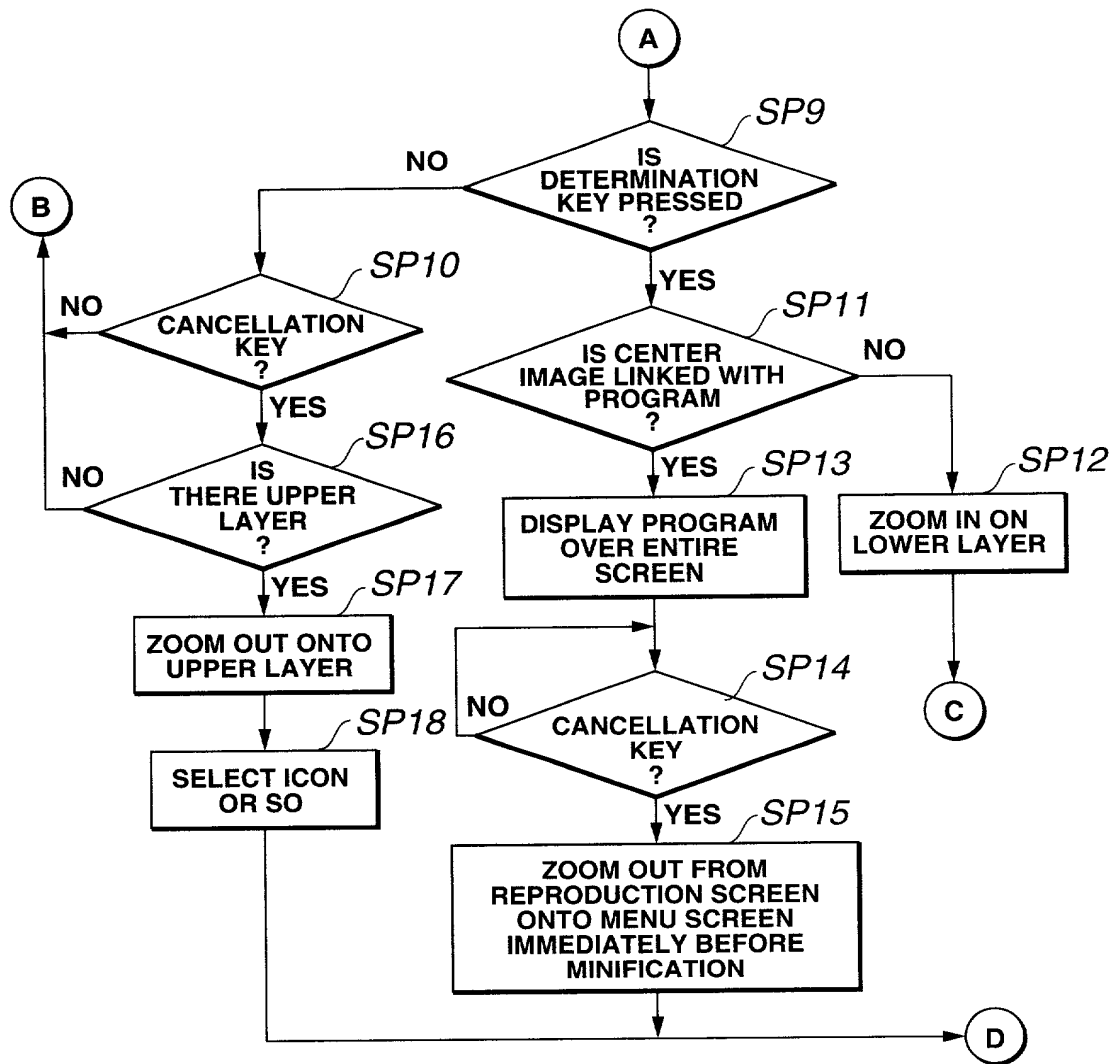 A
SP9
NO
IS
DETERMINATION
KEY PRESSED
?
B
YES
SP10
NO
CANCELLATION
KEY
?
YES
SP11
IS CENTER
IMAGE LINKED WITH
PROGRAM
?
NO
YES
SP16
NO
IS
THERE UPPER
LAYER
?
YES
SP13
DISPLAY PROGRAM
OVER ENTIRE
SCREEN
SP12
ZOOM IN ON
LOWER LAYER
SP17
ZOOM OUT ONTO
UPPER LAYER
SP14
NO
CANCELLATION
KEY
?
YES
C
SP18
SELECT ICON
OR SO
SP15
ZOOM OUT FROM
REPRODUCTION SCREEN
ONTO MENU SCREEN
IMMEDIATELY BEFORE
MINIFICATION
D